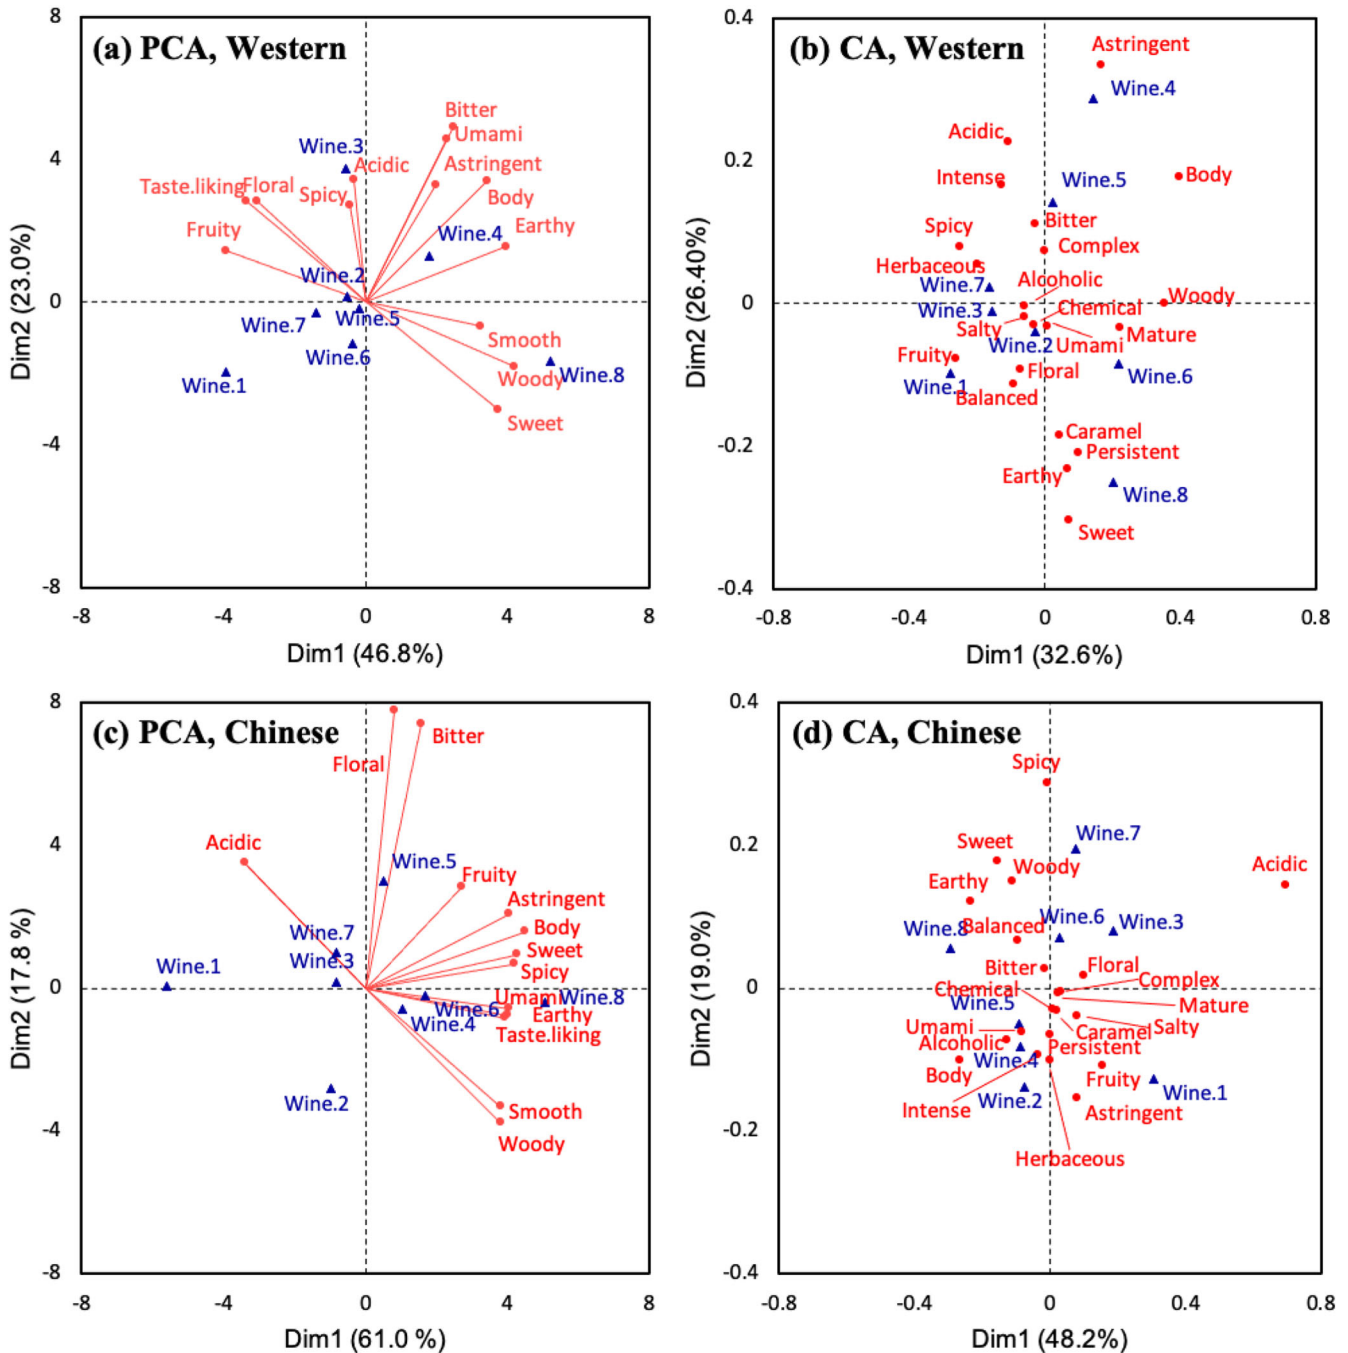 (a) PCA, Western
8
4
0
-4
-8
-8
-4
0
4
8
Dim2 (23.0%)
Dim1 (46.8%)
Bitter
Umami
Wine.3
Acidic
Astringent
Taste.liking
Floral
Spicy
Body
Fruity
Wine.4
Earthy
Wine.2
Wine.7
Wine.5
Smooth
Wine.6
Woody
Wine.8
Wine.1
Sweet
(b) CA, Western
0.4
0.2
0
-0.2
-0.4
-0.8
-0.4
0
0.4
0.8
Dim2 (26.40%)
Dim1 (32.6%)
Astringent
Wine.4
Acidic
Intense
Wine.5
Body
Spicy
Bitter
Complex
Herbaceous
Alcoholic
Wine.7
Woody
Wine.3
Chemical
Salty
Mature
Wine.2
Umami
Fruity
Floral
Wine.6
Wine.1
Balanced
Caramel
Persistent
Earthy
Wine.8
Sweet
(c) PCA, Chinese
8
4
0
-4
-8
-8
-4
0
4
8
Dim2 (17.8 %)
Dim1 (61.0 %)
Bitter
Floral
Acidic
Wine.5
Fruity
Astringent
Wine.7
Body
Wine.3
Sweet
Wine.1
Spicy
Umami
Wine.8
Wine.6
Earthy
Wine.4
Taste.liking
Wine.2
Smooth
Woody
(d) CA, Chinese
0.4
0.2
0
-0.2
-0.4
-0.8
-0.4
0
0.4
0.8
Dim2 (19.0%)
Dim1 (48.2%)
Spicy
Wine.7
Sweet
Woody
Acidic
Earthy
Wine.6
Wine.3
Wine.8
Balanced
Bitter
Floral
Complex
Chemical
Mature
Wine.5
Umami
Caramel
Salty
Alcoholic
Persistent
Wine.4
Body
Fruity
Wine.1
Intense
Wine.2
Astringent
Herbaceous